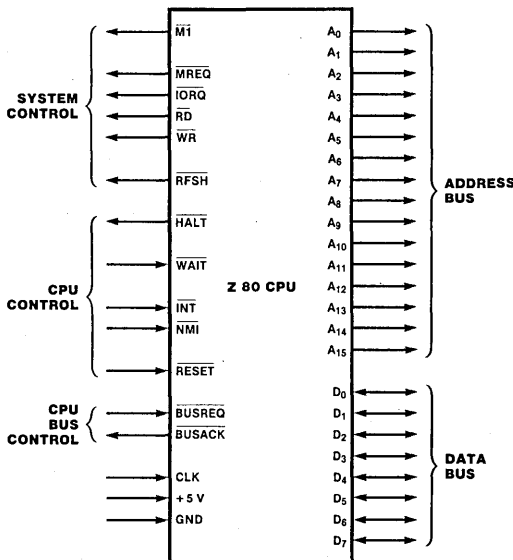 SYSTEM
CONTROL
M1
MREQ
IORQ
RD
WR
RFSH
CPU
CONTROL
HALT
WAIT
INT
NMI
RESET
CPU
BUS
CONTROL
BUSREQ
BUSACK
CLK
+5 V
GND
Z 80 CPU
A0
A1
A2
A3
A4
A5
A6
A7
A8
A9
A10
A11
A12
A13
A14
A15
ADDRESS
BUS
D0
D1
D2
D3
D4
D5
D6
D7
DATA
BUS